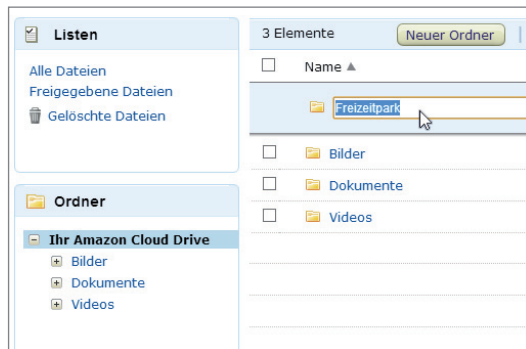 Listen
Alle Dateien
Freigegebene Dateien
Gelöschte Dateien
Ordner
Ihr Amazon Cloud Drive
Bilder
Dokumente
Videos
3 Elemente Neuer Ordner
Name
Freizeitpark
Bilder
Dokumente
Videos